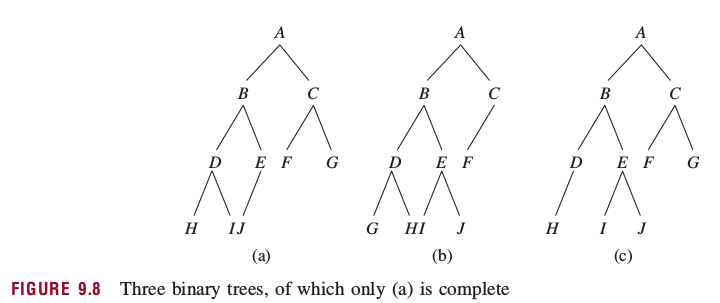 A A A
B C B C B C
D E F G D E F D E F G
H I J G H I J H I J
(a) (b) (c)
FIGURE 9.8 Three binary trees, of which only (a) is complete